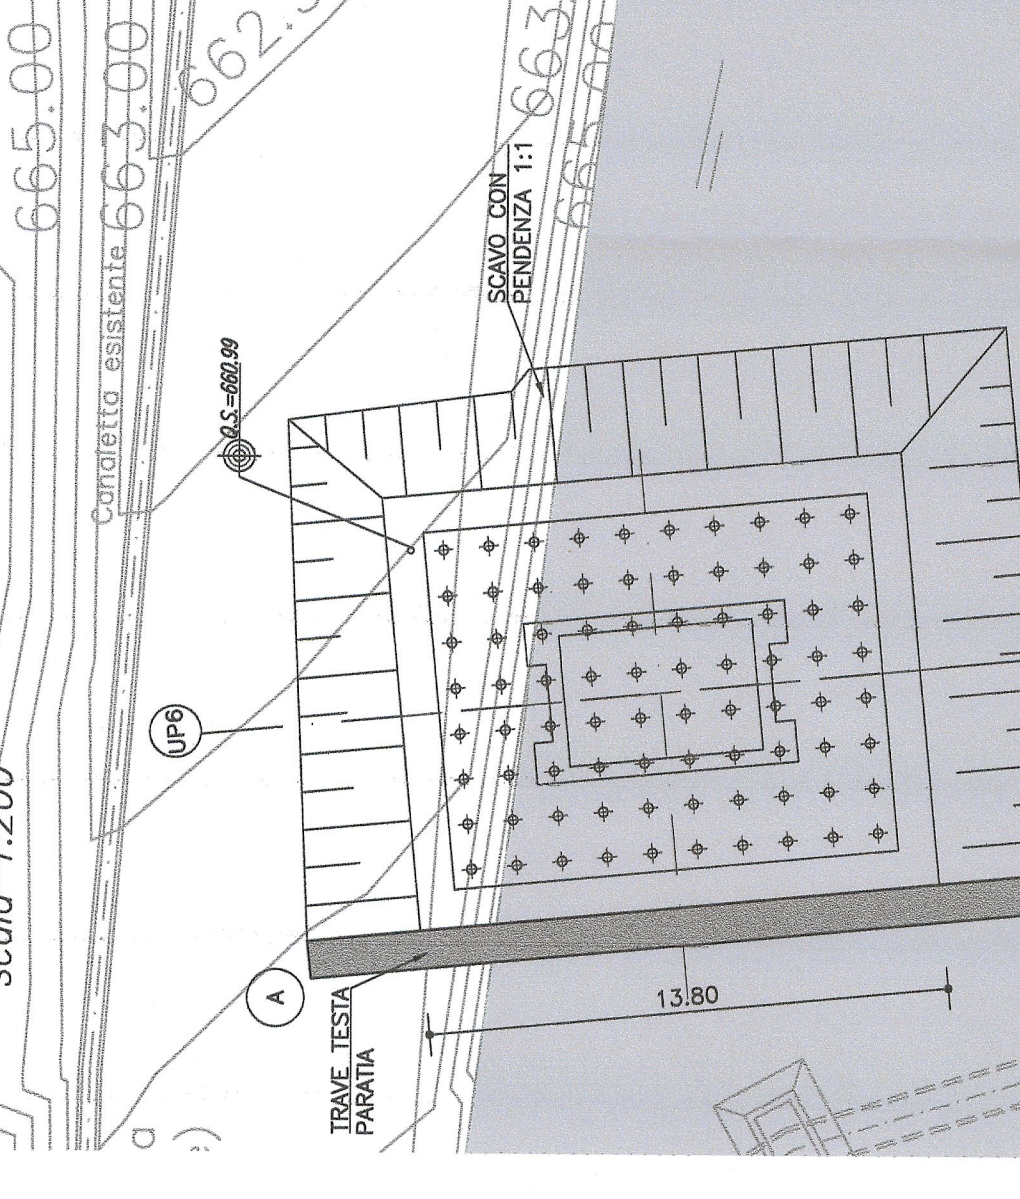 665.00
Canaletta esistente 663.00
662.5
663
665.00
SCAVO CON
PENDENZA 1:1
Q.S.=660.99
UP6
A
TRAVE TESTA
PARATIA
13.80
scala 1:200